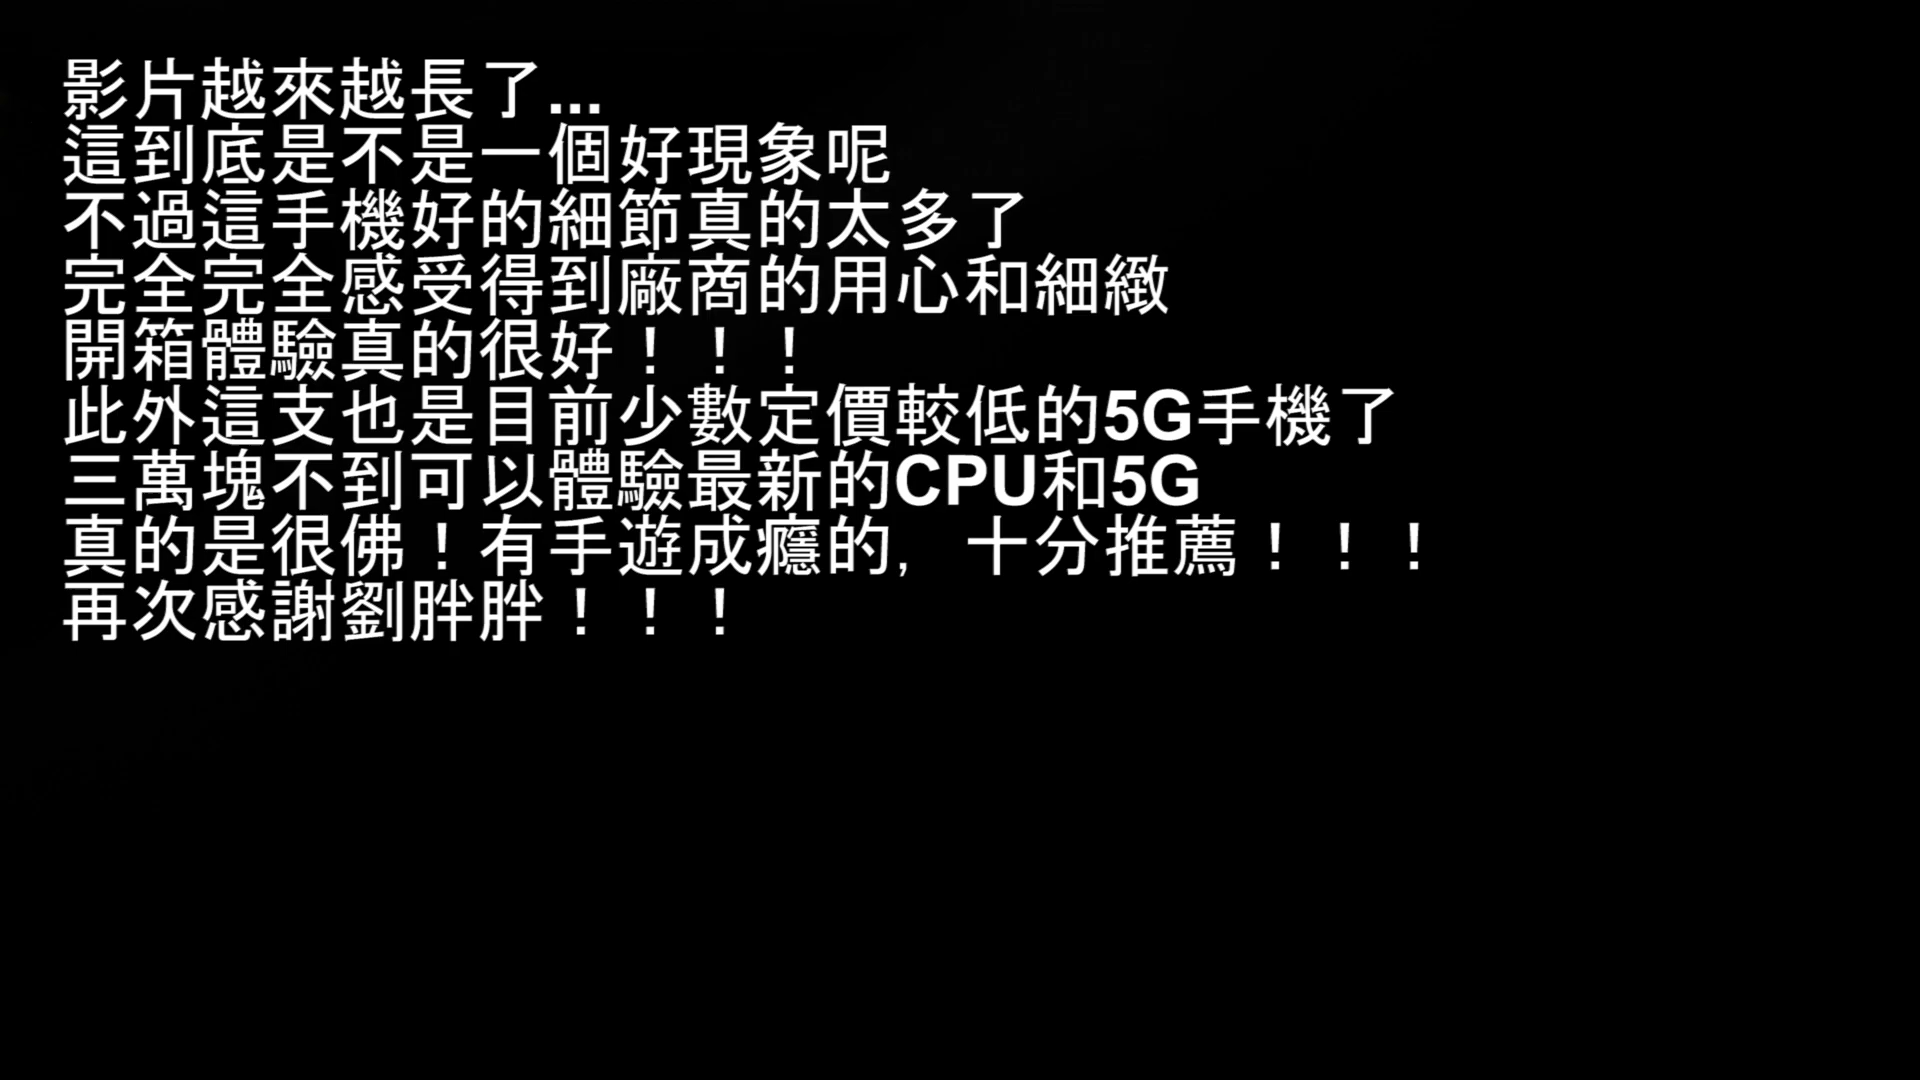 影片越來越長了...
這到底是不是一個好現象呢
不過這手機好的細節真的太多了
完全完全感受得到廠商的用心和細緻
開箱體驗真的很好！！！
此外這支也是目前少數定價較低的5G手機了
三萬塊不到可以體驗最新的CPU和5G
真的是很佛！有手遊成癮的，十分推薦！！！
再次感謝劉胖胖！！！